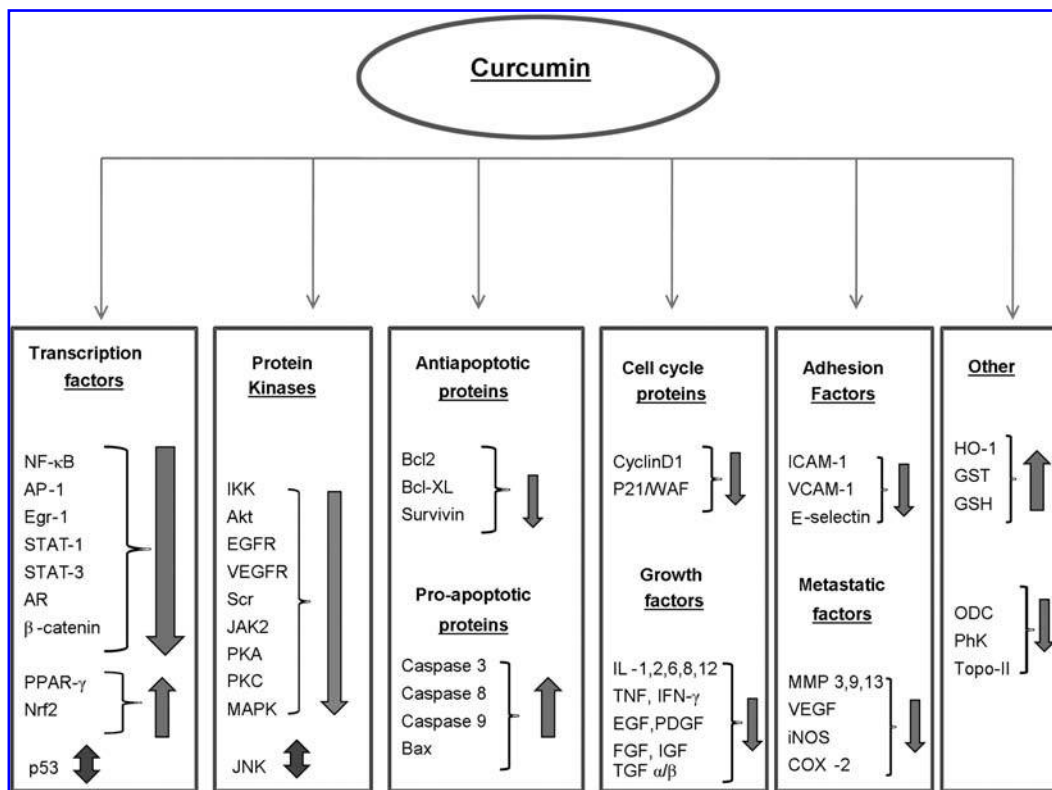 Curcumin
Transcription
factors
NF-κB
AP-1
Egr-1
STAT-1
STAT-3
AR
β-catenin
PPAR-γ
Nrf2
p53
Protein
Kinases
IKK
Akt
EGFR
VEGFR
Scr
JAK2
PKA
PKC
MAPK
JNK
Antiapoptotic
proteins
Bcl2
Bcl-XL
Survivin
Pro-apoptotic
proteins
Caspase 3
Caspase 8
Caspase 9
Bax
Cell cycle
proteins
CyclinD1
P21/WAF
Growth
factors
IL -1,2,6,8,12
TNF, IFN-γ
EGF,PDGF
FGF, IGF
TGF α/β
Adhesion
Factors
ICAM-1
VCAM-1
E-selectin
Metastatic
factors
MMP 3,9,13
VEGF
iNOS
COX -2
Other
HO-1
GST
GSH
ODC
PhK
Topo-II